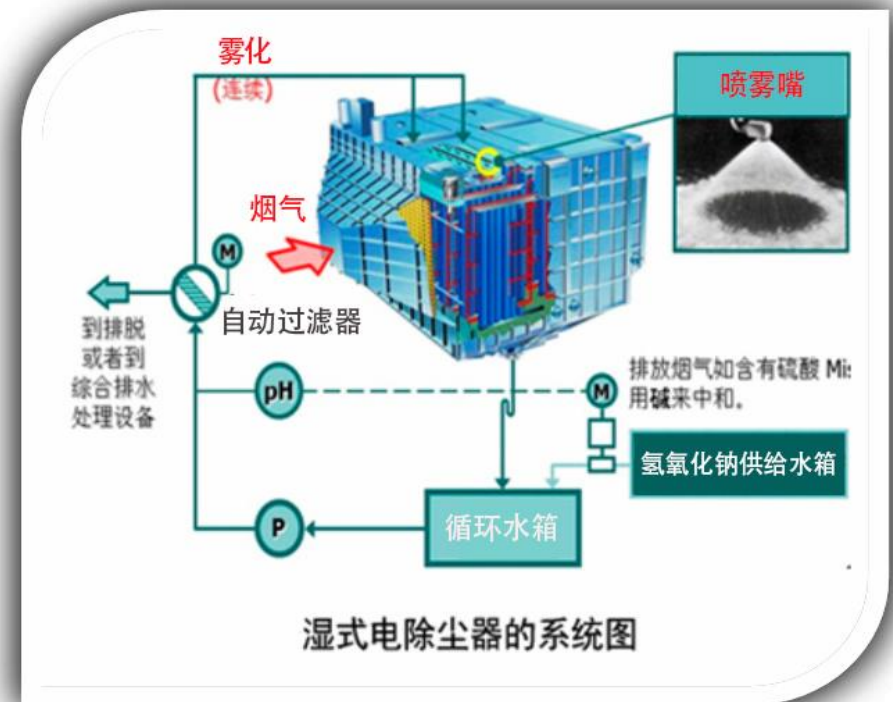 雾化
(连续)
喷雾嘴
烟气
M
自动过滤器
到排脱
或者到
综合排水
处理设备
pH
M
排放烟气如含有硫酸 Mis
用碱来中和。
氢氧化钠供给水箱
P
循环水箱
湿式电除尘器的系统图